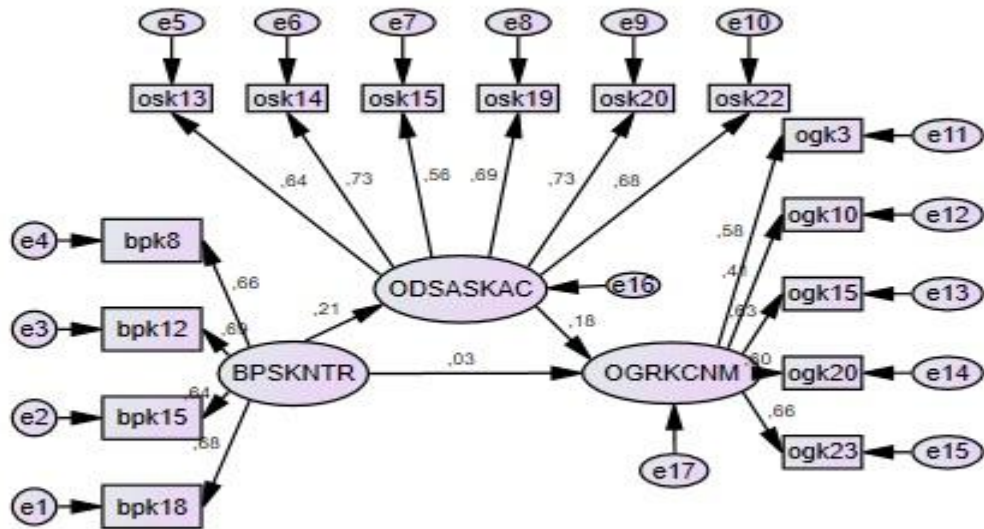 e5 e6 e7 e8 e9 e10
osk13 osk14 osk15 osk19 osk20 osk22
ogk3 e11
,64 ,73 ,56 ,69 ,73 ,68
ogk10 e12
e4 bpk8
,58
,66
,63
ODSASKAC e16
ogk15 e13
e3 bpk12
,21
,18
,69
,03
BPSKNTR
OGRKCNM
,60
ogk20 e14
,64
e2 bpk15
,66
,68
ogk23 e15
e17
e1 bpk18